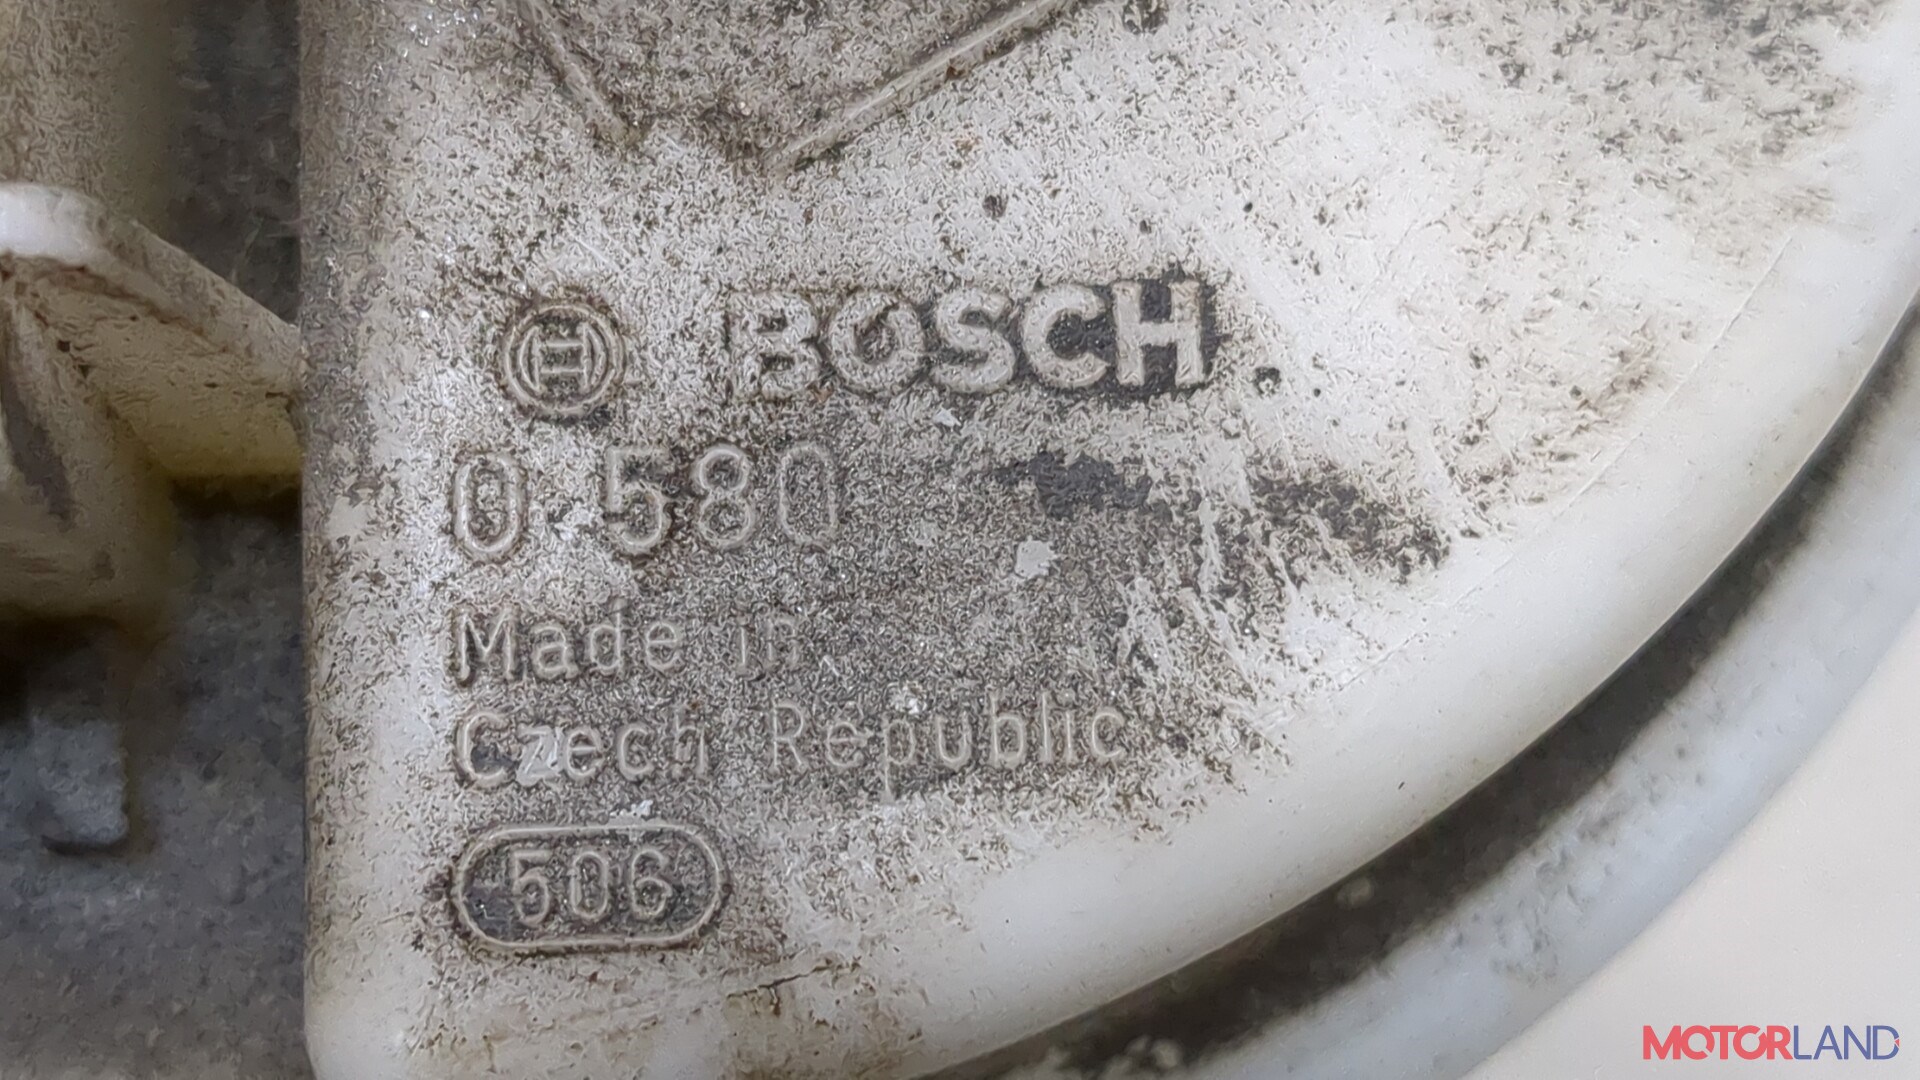 BOSCH
0 580
Made in
Czech Republic
506
MOTORLAND